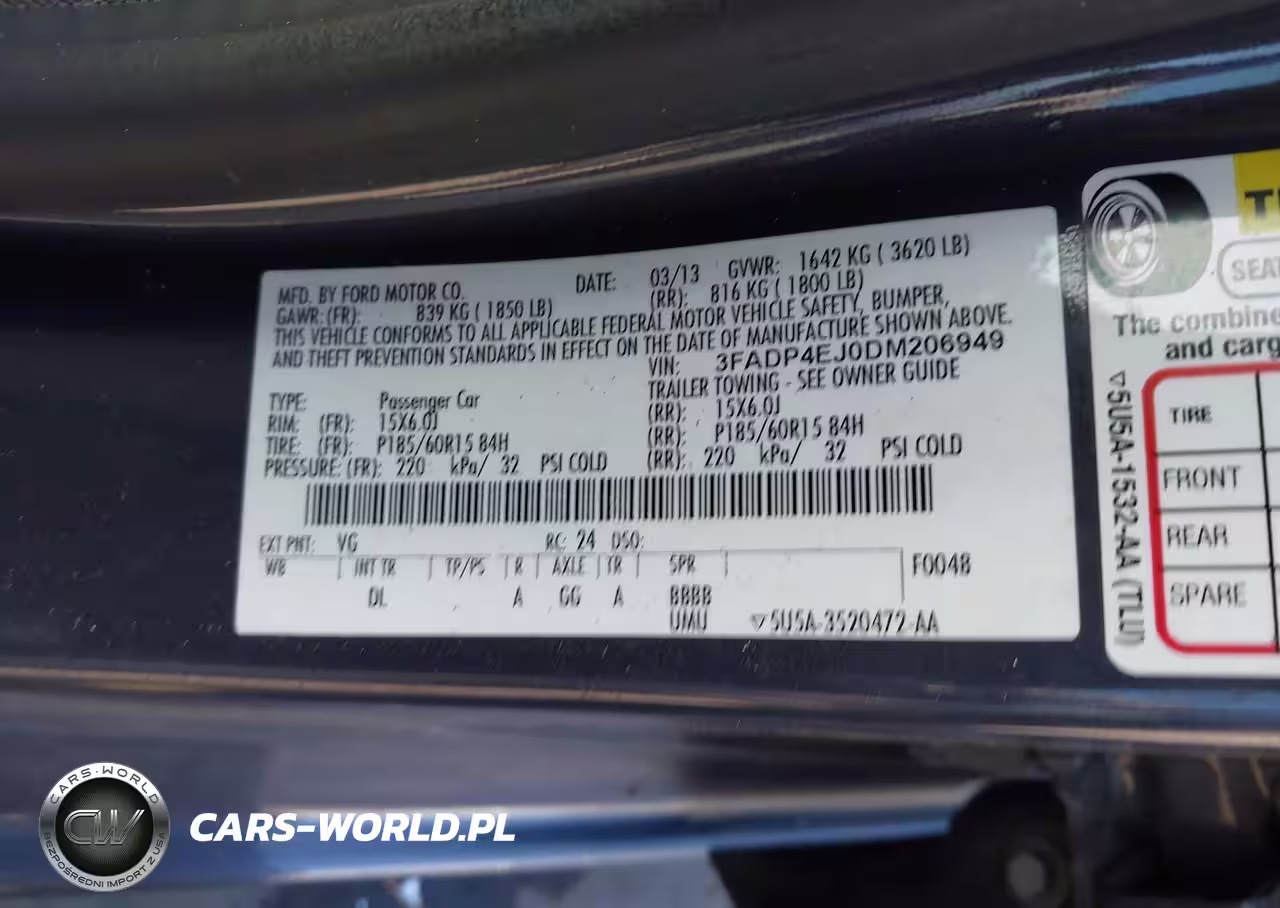 MFD. BY FORD MOTOR CO. DATE: 03/13 GVWR: 1642 KG ( 3620 LB)
GAWR: (FR): 839 KG ( 1850 LB) (RR): 816 KG ( 1800 LB)
THIS VEHICLE CONFORMS TO ALL APPLICABLE FEDERAL MOTOR VEHICLE SAFETY, BUMPER,
AND THEFT PREVENTION STANDARDS IN EFFECT ON THE DATE OF MANUFACTURE SHOWN ABOVE.
VIN: 3FADP4EJ0DM206949
TYPE: Passenger Car TRAILER TOWING - SEE OWNER GUIDE
RIM: (FR): 15X6.0J (RR): 15X6.0J
TIRE: (FR): P185/60R15 84H (RR): P185/60R15 84H
PRESSURE: (FR): 220 kPa/ 32 PSI COLD (RR): 220 kPa/ 32 PSI COLD
EXT PNT: VG RC: 24 DSO:
WB INT TR TP/PS R AXLE TR SPR F0048
DL A GG A BBBB
UMU ▽5U5A-3520472-AA
SEAT
The combine
and carg
TIRE
FRONT
REAR
SPARE
▽5U5A-1532-AA (TLU)
CARS-WORLD
CW
BEZPOŚREDNI IMPORT Z USA
CARS-WORLD.PL